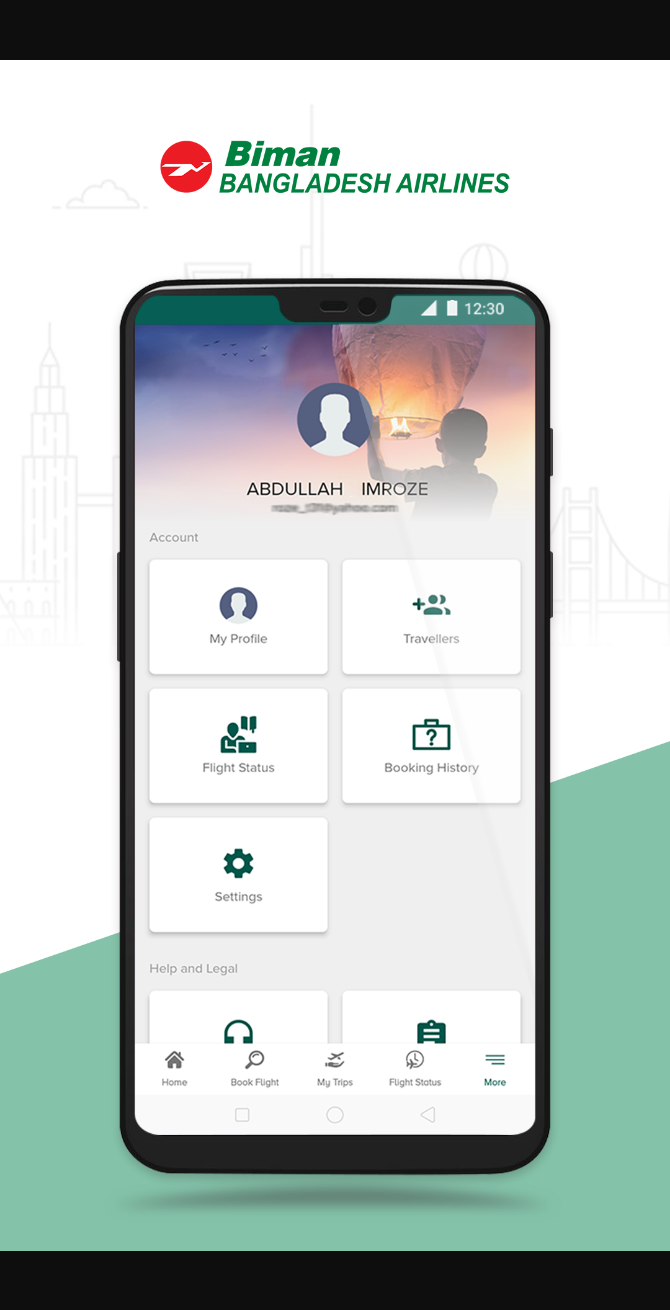 Biman
BANGLADESH AIRLINES
12:30
ABDULLAH IMROZE
Account
My Profile
Travellers
Flight Status
Booking History
?
Settings
Help and Legal
Home
Book Flight
My Trips
Flight Status
More